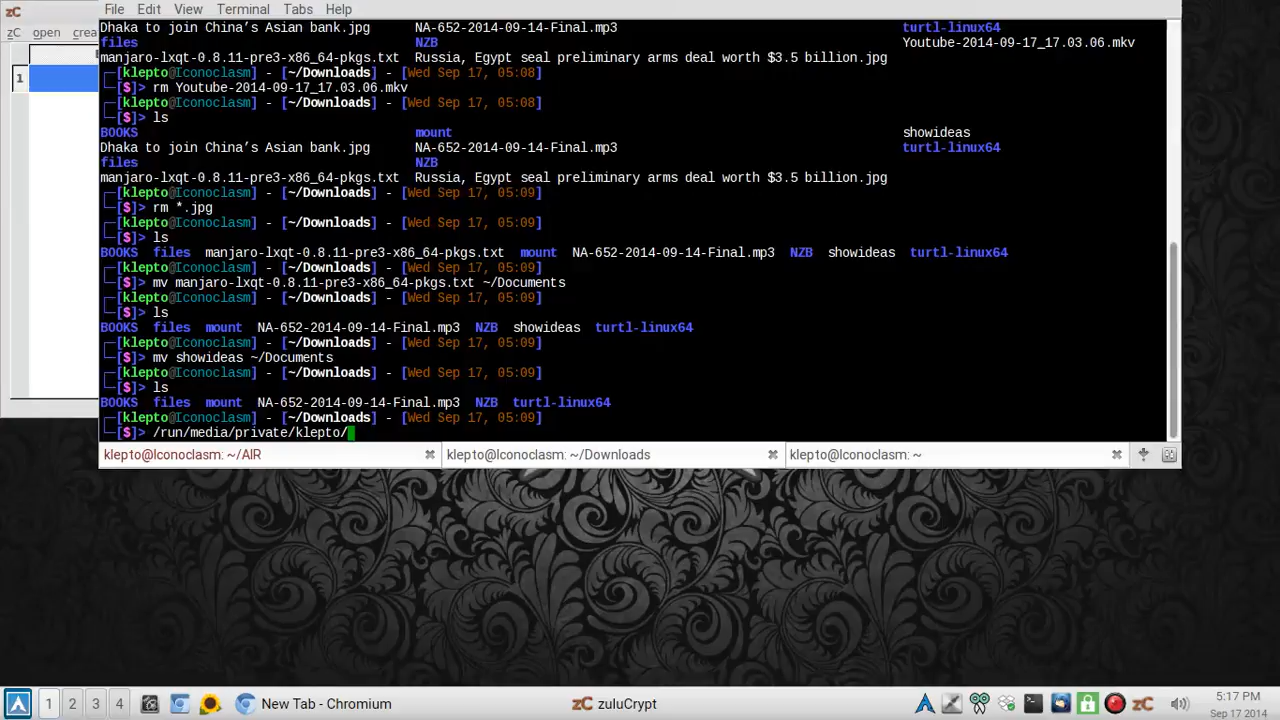 zC
File Edit View Terminal Tabs Help
zC open crea
1
Dhaka to join China's Asian bank.jpg NA-652-2014-09-14-Final.mp3 turtl-linux64
files NZB Youtube-2014-09-17_17.03.06.mkv
manjaro-lxqt-0.8.11-pre3-x86_64-pkgs.txt Russia, Egypt seal preliminary arms deal worth $3.5 billion.jpg
[klepto@Iconoclasm] - [~/Downloads] - [Wed Sep 17, 05:08]
[$]> rm Youtube-2014-09-17_17.03.06.mkv
[klepto@Iconoclasm] - [~/Downloads] - [Wed Sep 17, 05:08]
[$]> ls
BOOKS mount showideas
Dhaka to join China's Asian bank.jpg NA-652-2014-09-14-Final.mp3 turtl-linux64
files NZB
manjaro-lxqt-0.8.11-pre3-x86_64-pkgs.txt Russia, Egypt seal preliminary arms deal worth $3.5 billion.jpg
[klepto@Iconoclasm] - [~/Downloads] - [Wed Sep 17, 05:09]
[$]> rm *.jpg
[klepto@Iconoclasm] - [~/Downloads] - [Wed Sep 17, 05:09]
[$]> ls
BOOKS files manjaro-lxqt-0.8.11-pre3-x86_64-pkgs.txt mount NA-652-2014-09-14-Final.mp3 NZB showideas turtl-linux64
[klepto@Iconoclasm] - [~/Downloads] - [Wed Sep 17, 05:09]
[$]> mv manjaro-lxqt-0.8.11-pre3-x86_64-pkgs.txt ~/Documents
[klepto@Iconoclasm] - [~/Downloads] - [Wed Sep 17, 05:09]
[$]> ls
BOOKS files mount NA-652-2014-09-14-Final.mp3 NZB showideas turtl-linux64
[klepto@Iconoclasm] - [~/Downloads] - [Wed Sep 17, 05:09]
[$]> mv showideas ~/Documents
[klepto@Iconoclasm] - [~/Downloads] - [Wed Sep 17, 05:09]
[$]> ls
BOOKS files mount NA-652-2014-09-14-Final.mp3 NZB turtl-linux64
[klepto@Iconoclasm] - [~/Downloads] - [Wed Sep 17, 05:09]
[$]> /run/media/private/klepto/
klepto@Iconoclasm: ~/AIR klepto@Iconoclasm: ~/Downloads klepto@Iconoclasm: ~
1 2 3 4 New Tab - Chromium zC zuluCrypt zC 5:17 PM
Sep 17 2014